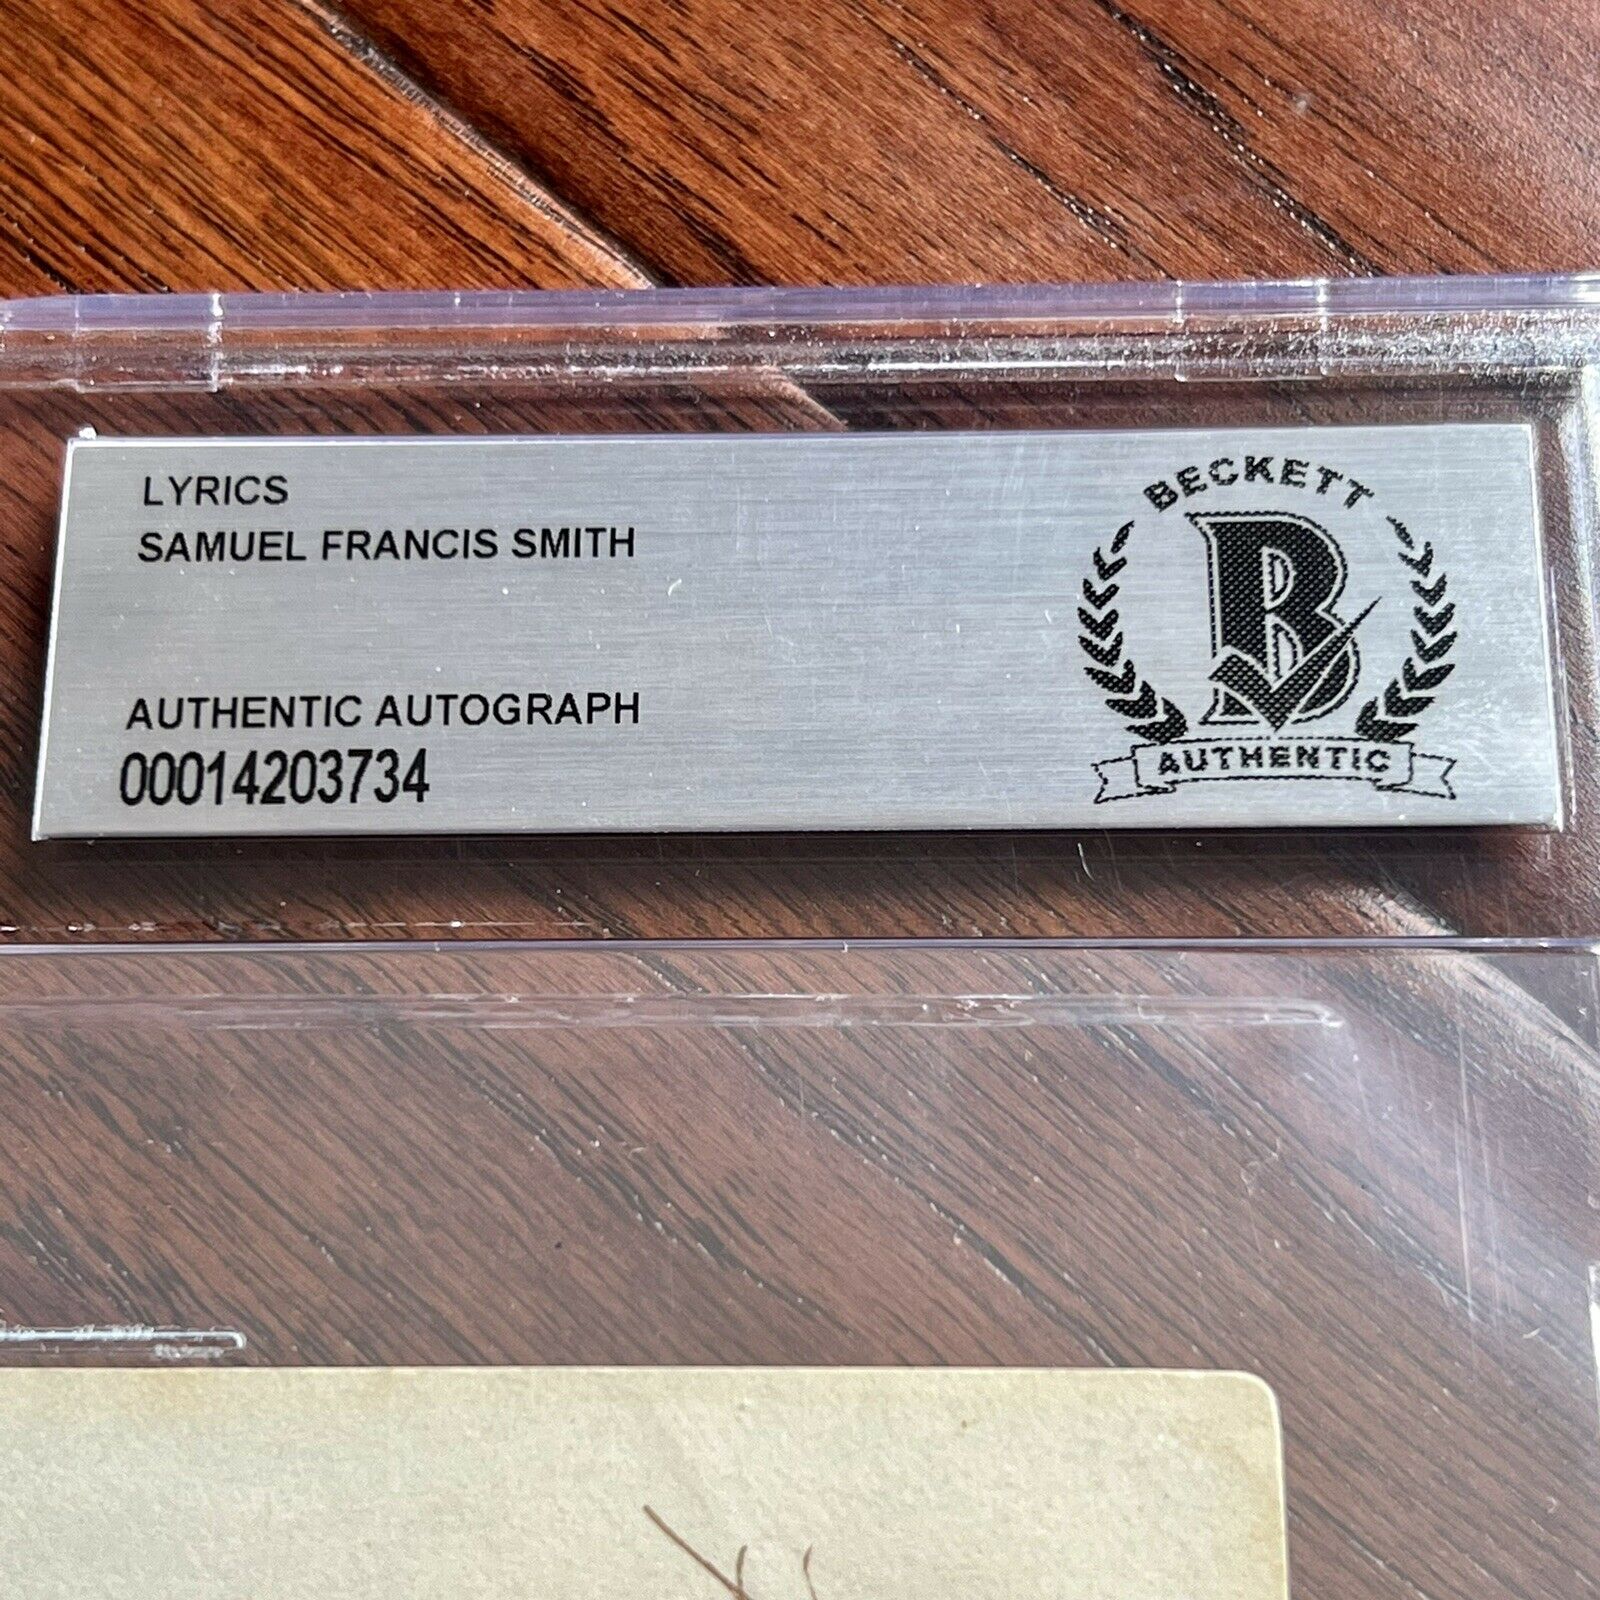 LYRICS
SAMUEL FRANCIS SMITH
AUTHENTIC AUTOGRAPH
00014203734
BECKETT
B
AUTHENTIC